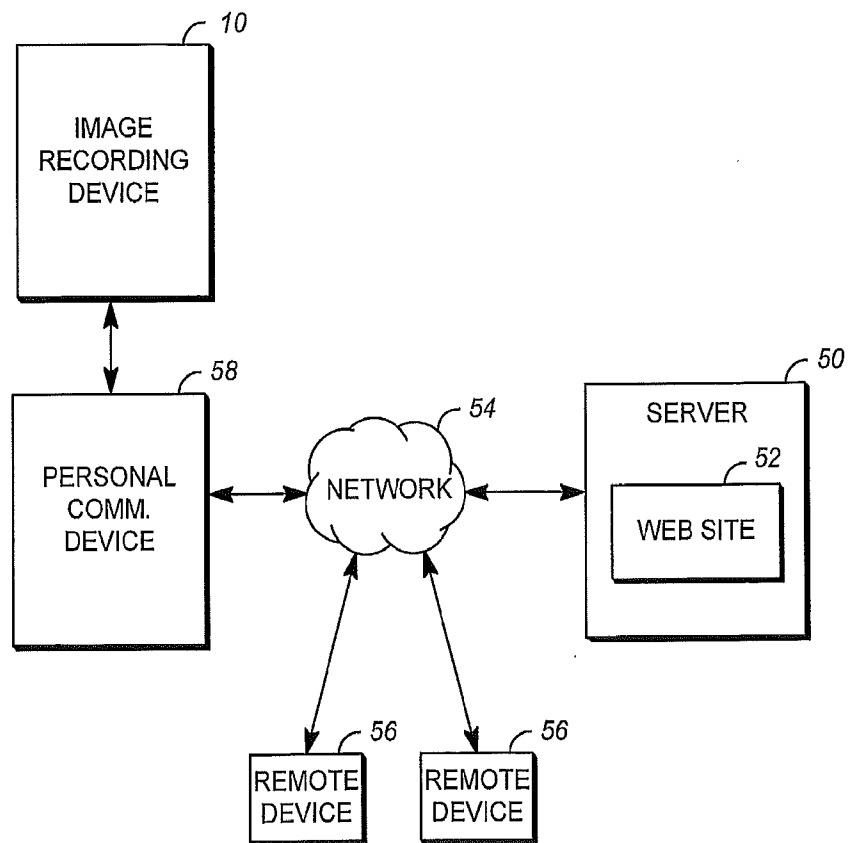 10
IMAGE
RECORDING
DEVICE
58
PERSONAL
COMM.
DEVICE
54
NETWORK
50
SERVER
52
WEB SITE
56
REMOTE
DEVICE
56
REMOTE
DEVICE